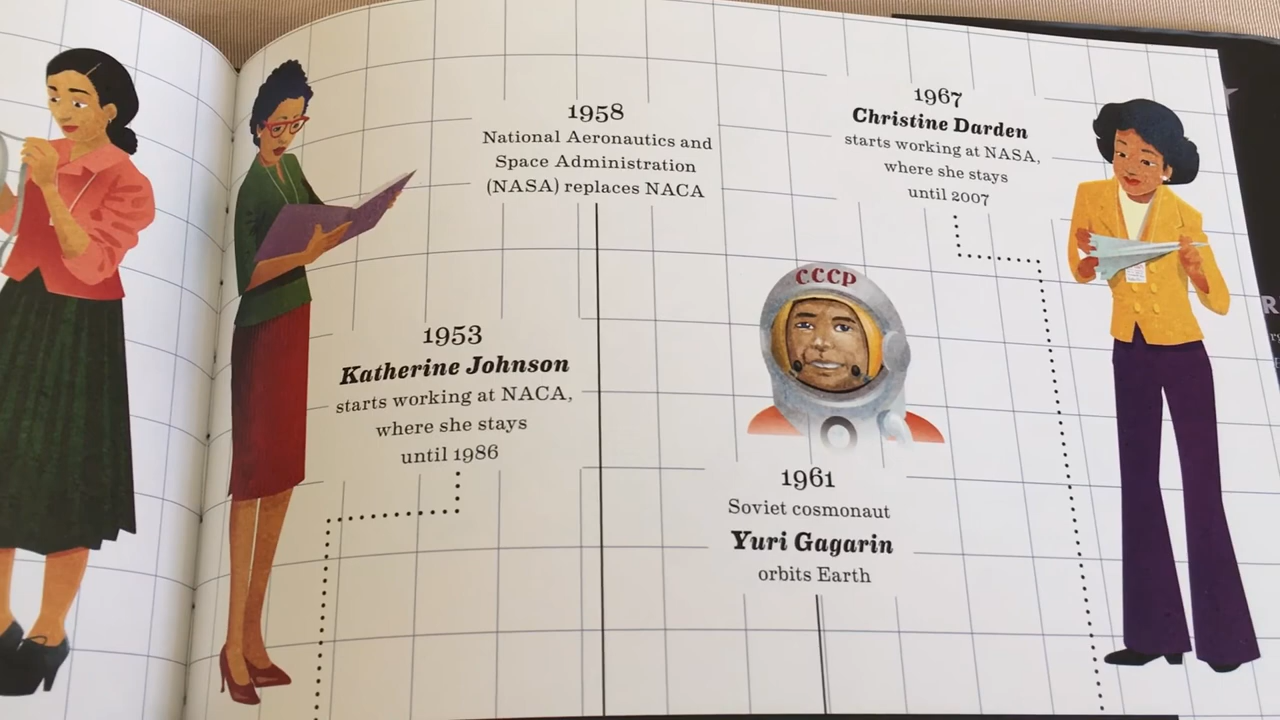 1953
Katherine Johnson
starts working at NACA,
where she stays
until 1986
1958
National Aeronautics and
Space Administration
(NASA) replaces NACA
CCCP
1961
Soviet cosmonaut
Yuri Gagarin
orbits Earth
1967
Christine Darden
starts working at NASA,
where she stays
until 2007